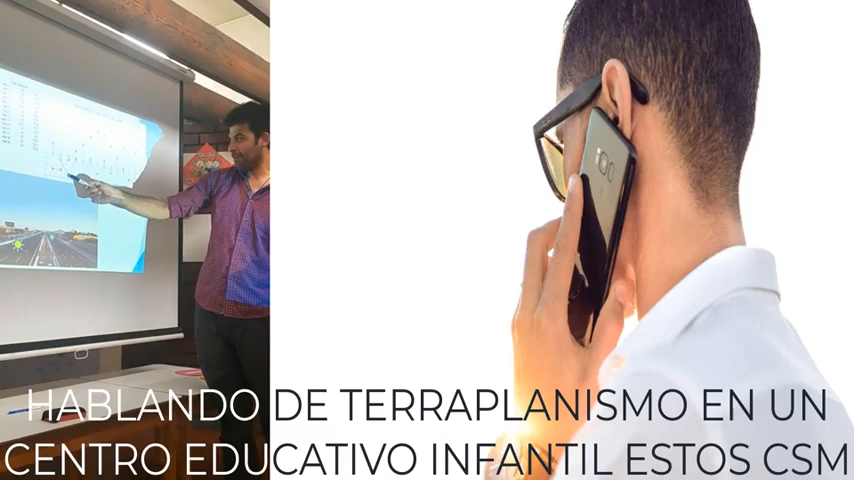 HABLANDO DE TERRAPLANISMO EN UN
CENTRO EDUCATIVO INFANTIL ESTOS CSM